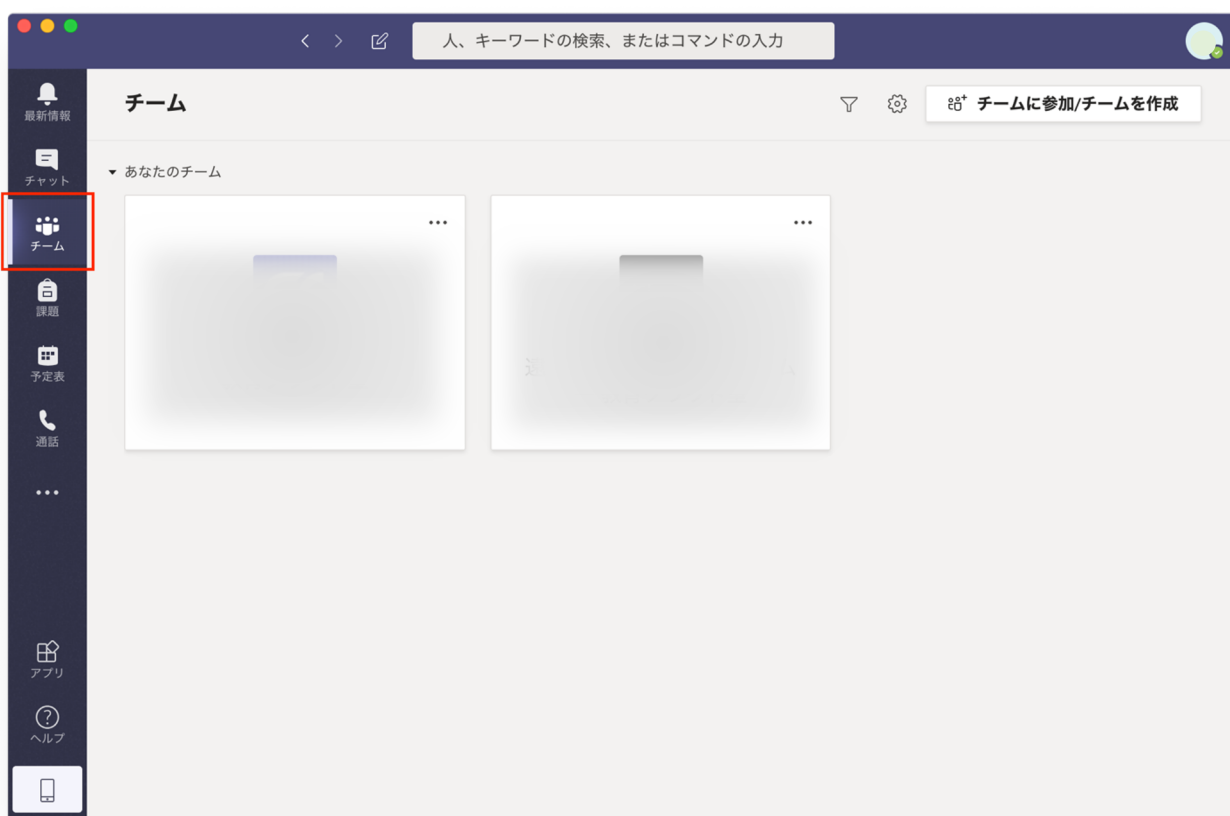 人、キーワードの検索、またはコマンドの入力
最新情報
チャット
チーム
課題
予定表
通話
アプリ
ヘルプ
チーム
チームに参加/チームを作成
あなたのチーム